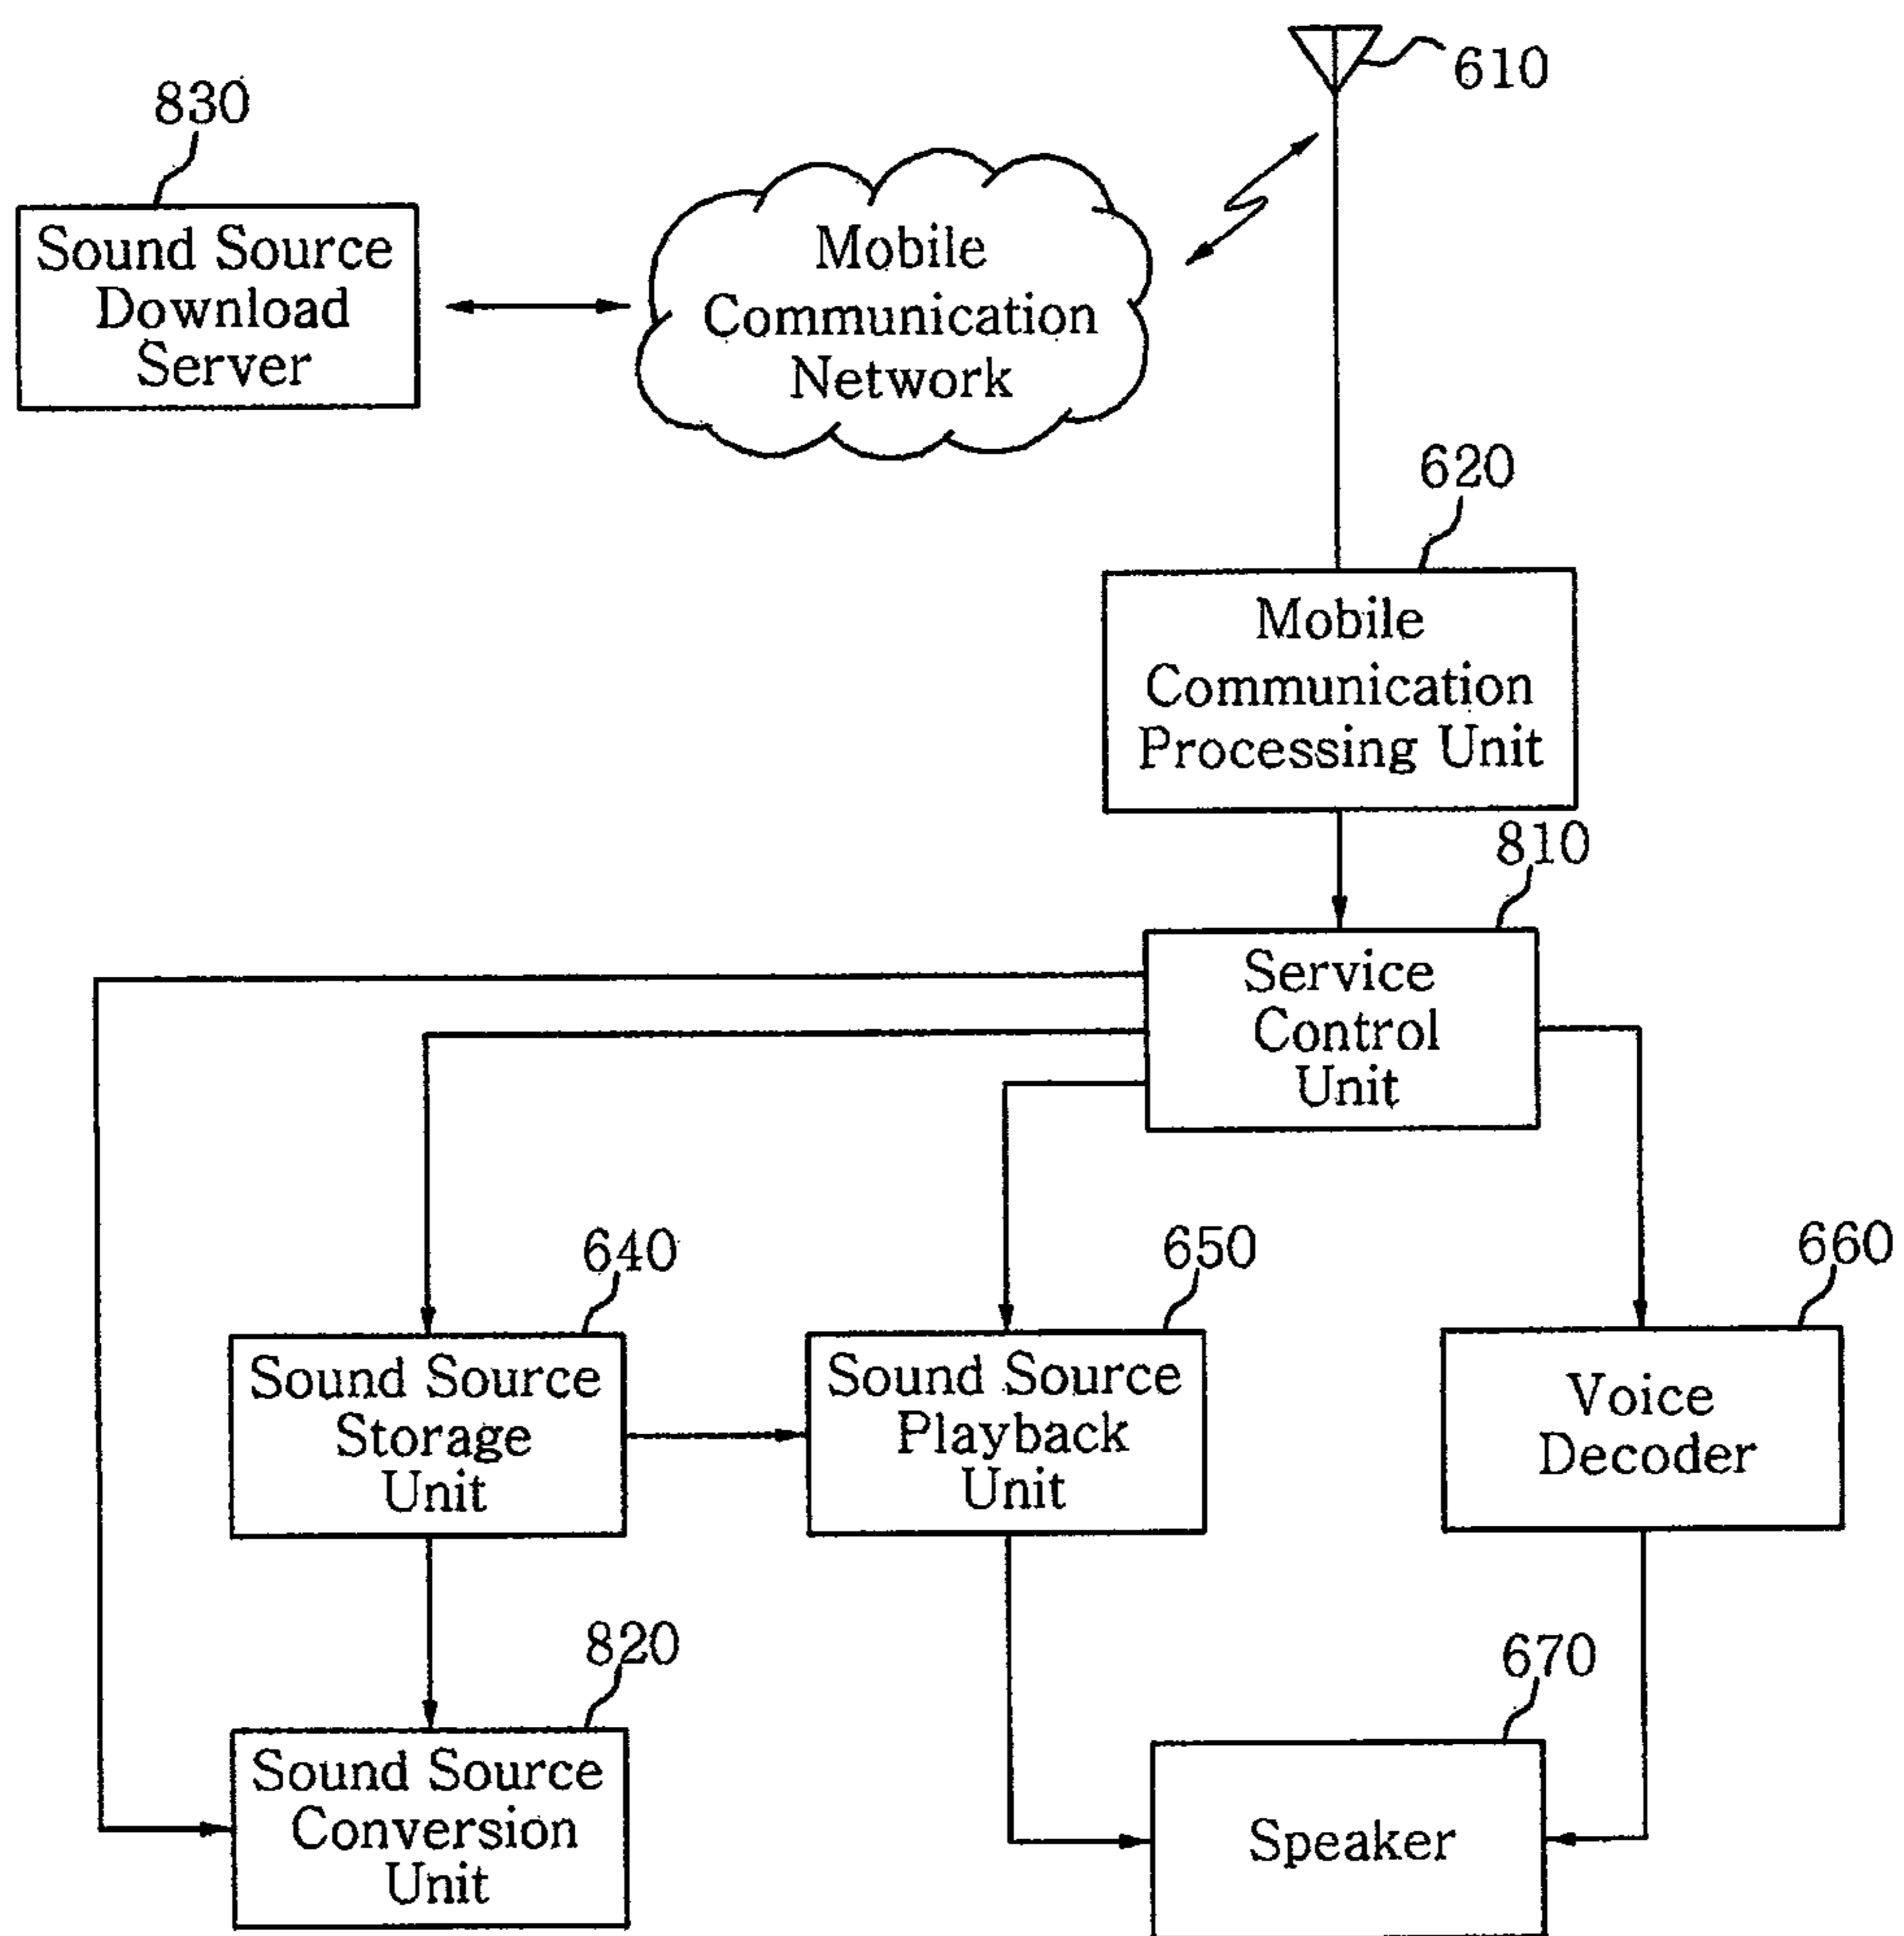 610
830
Sound Source
Download
Server
Mobile
Communication
Network
620
Mobile
Communication
Processing Unit
810
Service
Control
Unit
640
650
660
Sound Source
Storage
Unit
Sound Source
Playback
Unit
Voice
Decoder
820
670
Sound Source
Conversion
Unit
Speaker